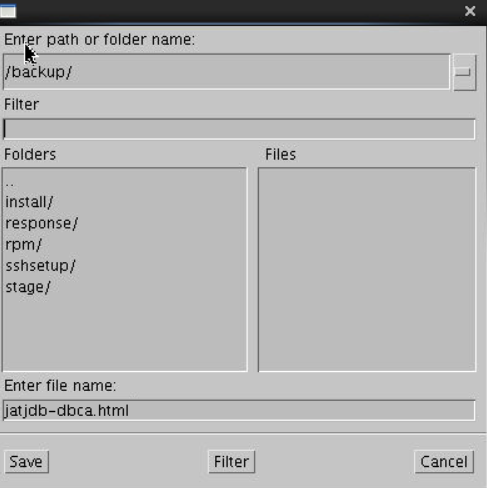 Enter path or folder name:
/backup/
Filter
Folders
Files
..
install/
response/
rpm/
sshsetup/
stage/
Enter file name:
jatjdb-dbca.html
Save
Filter
Cancel